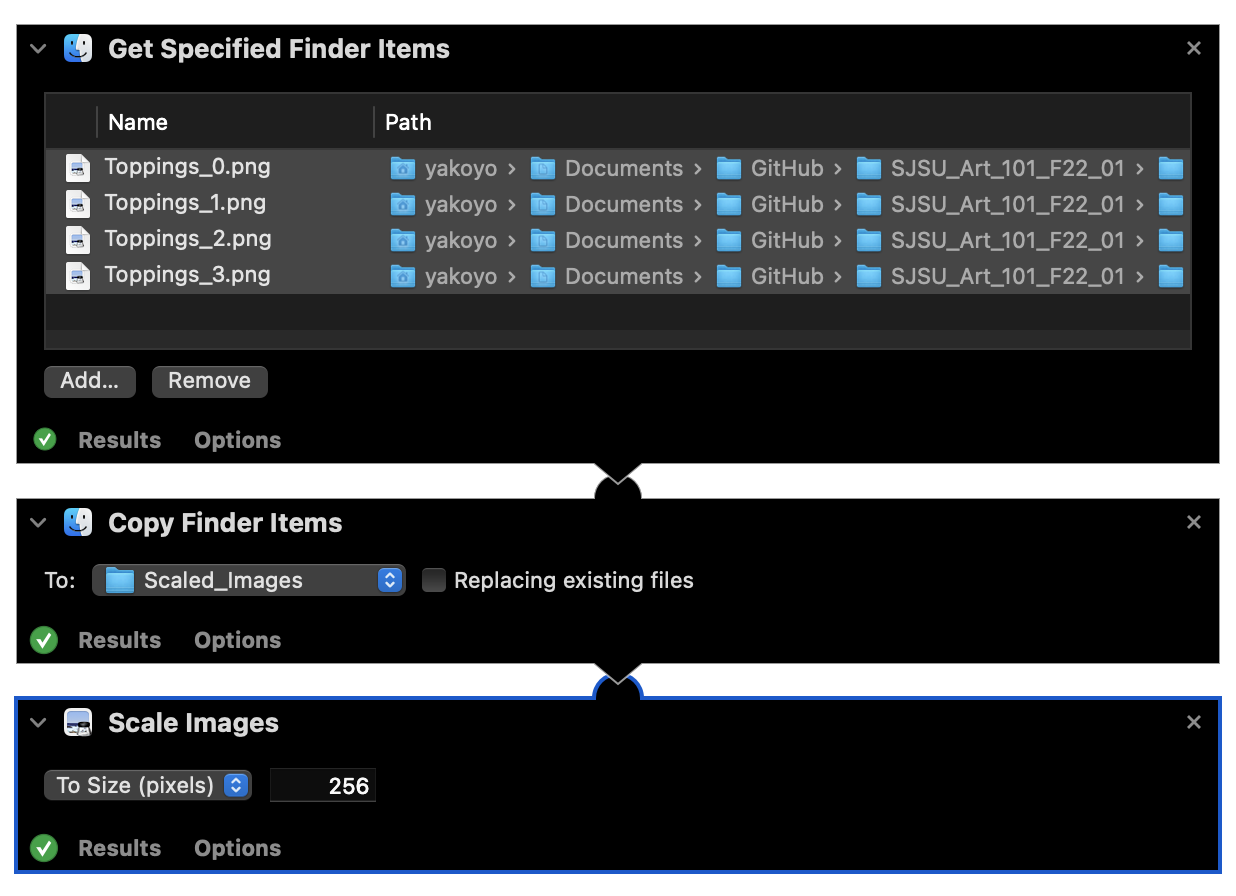 Get Specified Finder Items
Name Path
Toppings_0.png yakoyo › Documents › GitHub › SJSU_Art_101_F22_01 ›
Toppings_1.png yakoyo › Documents › GitHub › SJSU_Art_101_F22_01 ›
Toppings_2.png yakoyo › Documents › GitHub › SJSU_Art_101_F22_01 ›
Toppings_3.png yakoyo › Documents › GitHub › SJSU_Art_101_F22_01 ›
Add... Remove
Results Options
Copy Finder Items
To: Scaled_Images Replacing existing files
Results Options
Scale Images
To Size (pixels) 256
Results Options